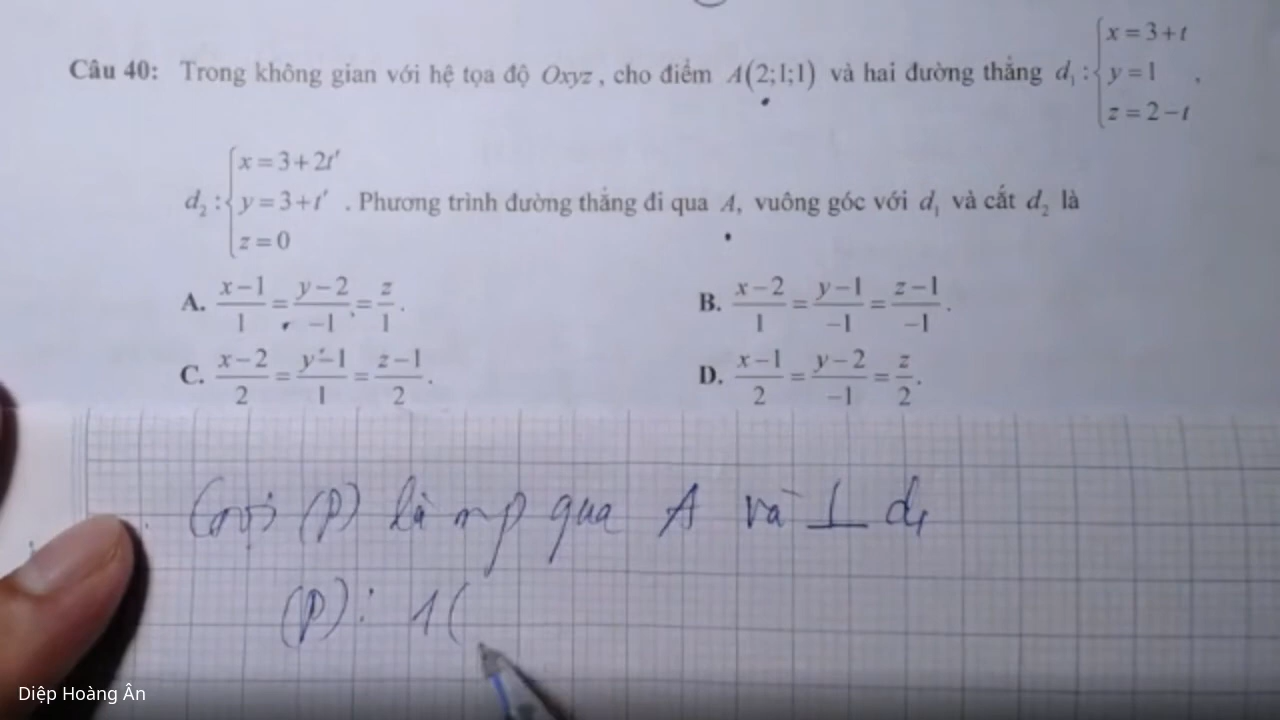 Câu 40: Trong không gian với hệ tọa độ Oxyz, cho điểm A(2;1;1) và hai đường thẳng d₁: { x = 3 + t
y = 1 ,
z = 2 − t
d₂: { x = 3 + 2t'
y = 3 + t' . Phương trình đường thẳng đi qua A, vuông góc với d₁ và cắt d₂ là
z = 0
A. (x−1)/1 = (y−2)/−1 = z/1. B. (x−2)/1 = (y−1)/−1 = (z−1)/−1.
C. (x−2)/2 = (y−1)/1 = (z−1)/2. D. (x−1)/2 = (y−2)/−1 = z/2.
Gọi (P) là mp qua A và ⊥ d₁
(P): 1(
Diệp Hoàng Ân